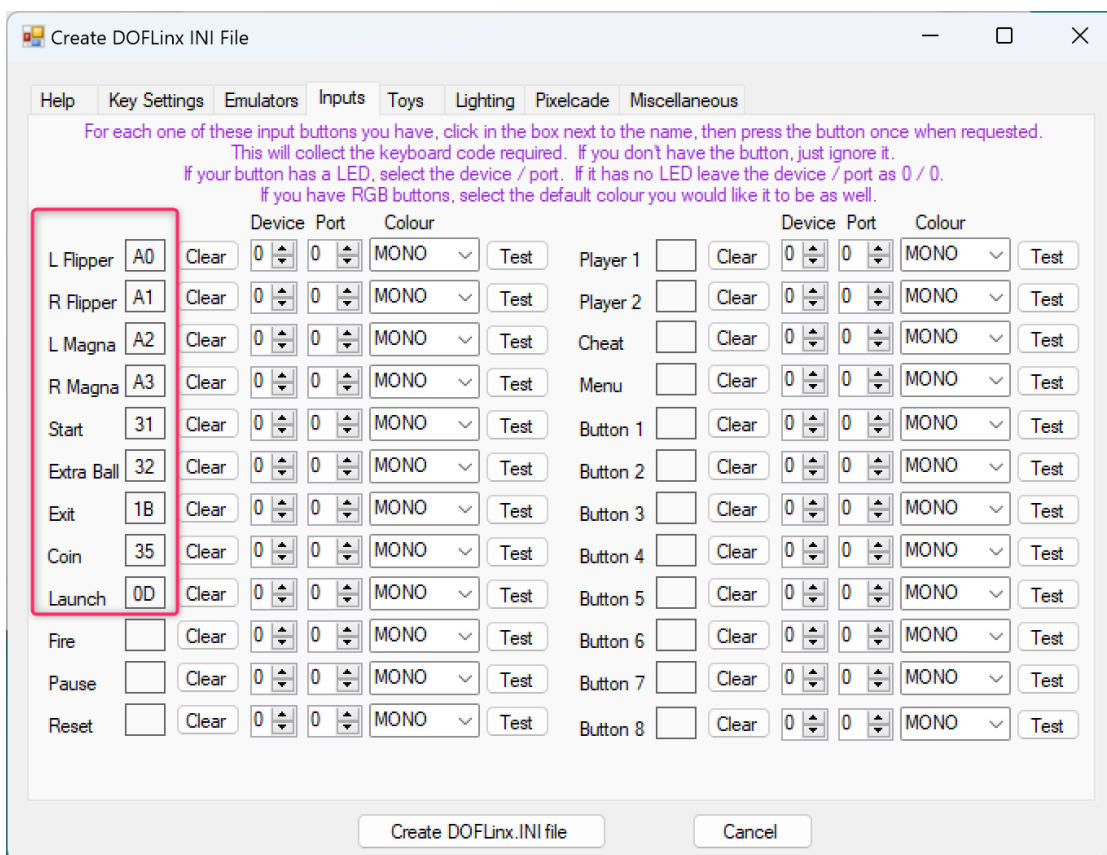 Create DOFLinx INI File
Help Key Settings Emulators Inputs Toys Lighting Pixelcade Miscellaneous
For each one of these input buttons you have, click in the box next to the name, then press the button once when requested.
This will collect the keyboard code required. If you don't have the button, just ignore it.
If your button has a LED, select the device / port. If it has no LED leave the device / port as 0 / 0.
If you have RGB buttons, select the default colour you would like it to be as well.
Device Port Colour Device Port Colour
L Flipper A0 Clear 0 0 MONO Test Player 1 Clear 0 0 MONO Test
R Flipper A1 Clear 0 0 MONO Test Player 2 Clear 0 0 MONO Test
L Magna A2 Clear 0 0 MONO Test Cheat Clear 0 0 MONO Test
R Magna A3 Clear 0 0 MONO Test Menu Clear 0 0 MONO Test
Start 31 Clear 0 0 MONO Test Button 1 Clear 0 0 MONO Test
Extra Ball 32 Clear 0 0 MONO Test Button 2 Clear 0 0 MONO Test
Exit 1B Clear 0 0 MONO Test Button 3 Clear 0 0 MONO Test
Coin 35 Clear 0 0 MONO Test Button 4 Clear 0 0 MONO Test
Launch 0D Clear 0 0 MONO Test Button 5 Clear 0 0 MONO Test
Fire Clear 0 0 MONO Test Button 6 Clear 0 0 MONO Test
Pause Clear 0 0 MONO Test Button 7 Clear 0 0 MONO Test
Reset Clear 0 0 MONO Test Button 8 Clear 0 0 MONO Test
Create DOFLinx.INI file Cancel